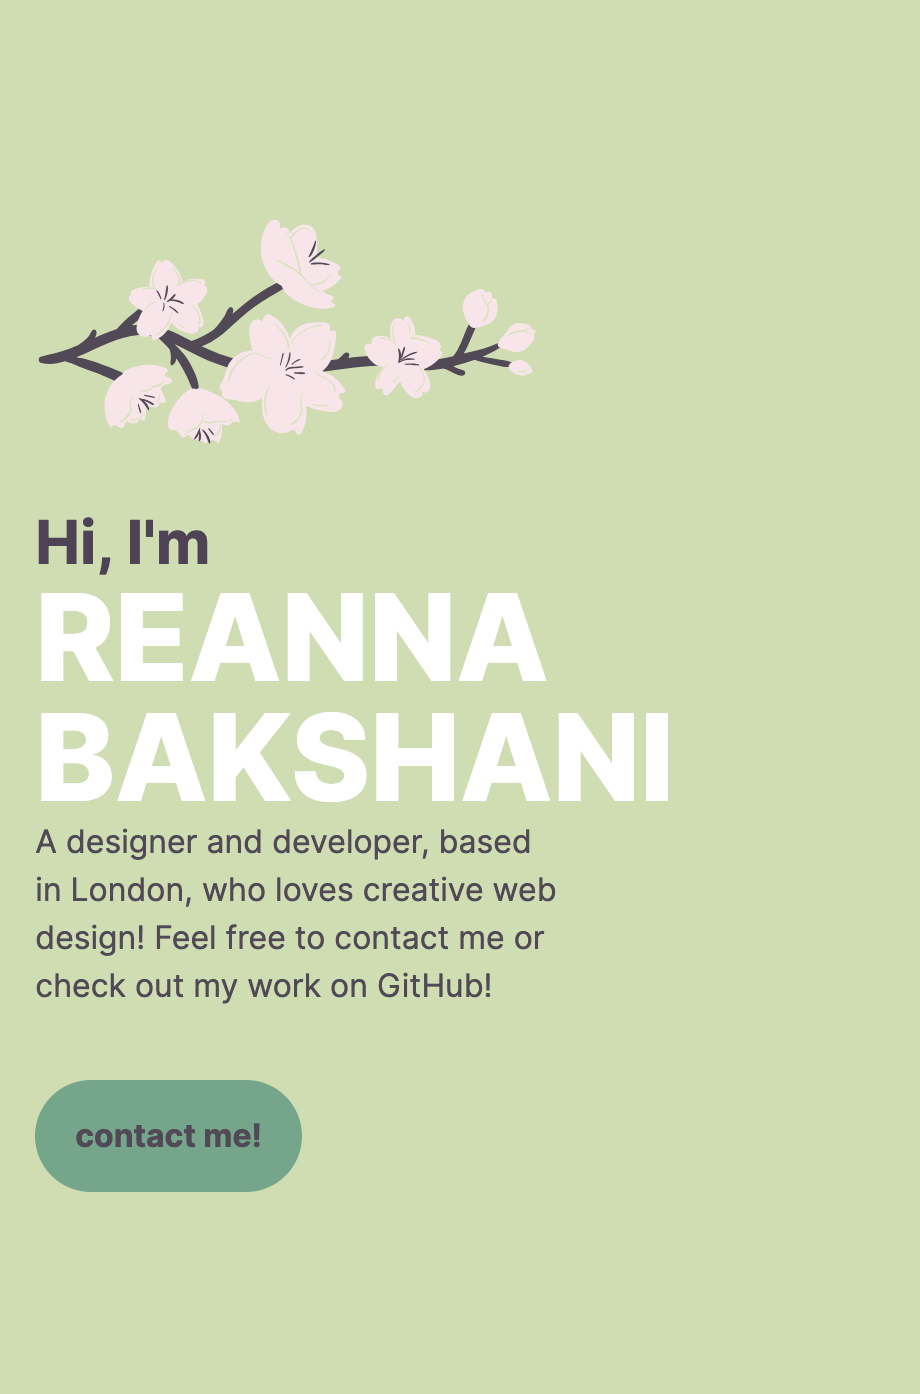 Hi, I'm
REANNA
BAKSHANI
A designer and developer, based
in London, who loves creative web
design! Feel free to contact me or
check out my work on GitHub!
contact me!